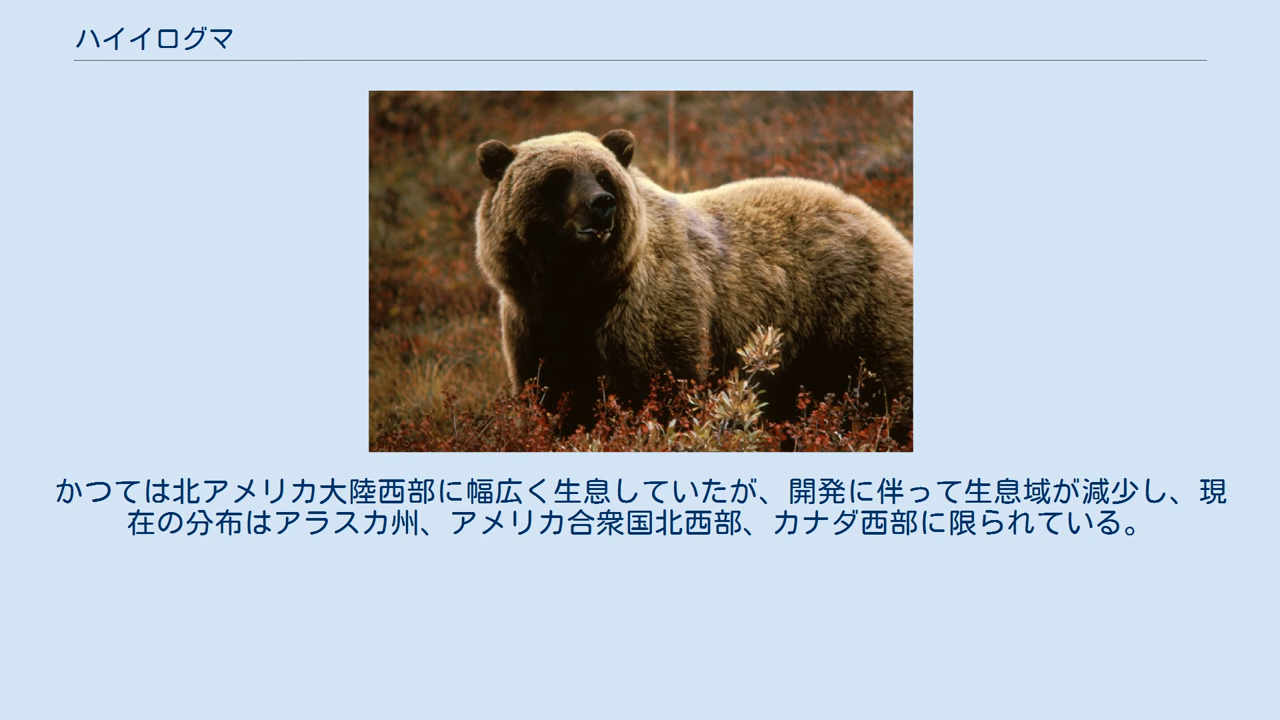 ハイイログマ
かつては北アメリカ大陸西部に幅広く生息していたが、開発に伴って生息域が減少し、現
在の分布はアラスカ州、アメリカ合衆国北西部、カナダ西部に限られている。